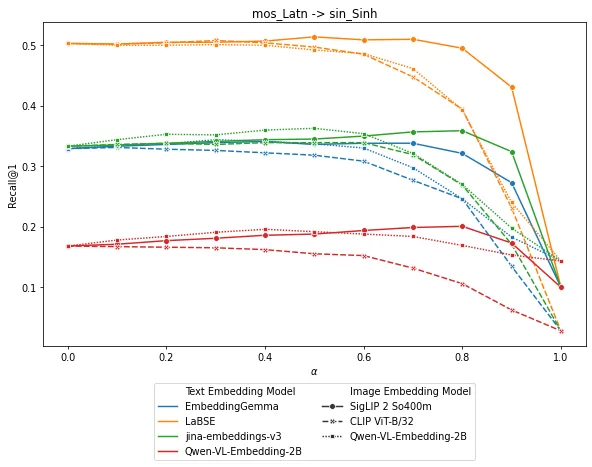 mos_Latn -> sin_Sinh
Recall@1
0.5
0.4
0.3
0.2
0.1
0.0 0.2 0.4 0.6 0.8 1.0
α
Text Embedding Model Image Embedding Model
EmbeddingGemma SigLIP 2 So400m
LaBSE CLIP ViT-B/32
jina-embeddings-v3 Qwen-VL-Embedding-2B
Qwen-VL-Embedding-2B